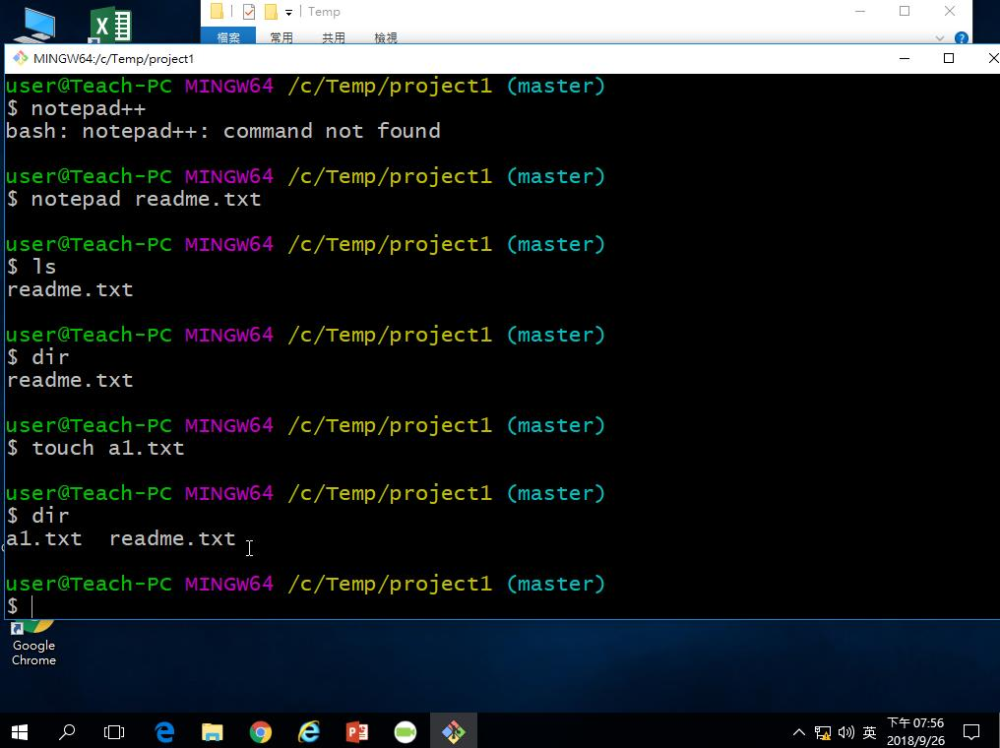 Temp
檔案 常用 共用 檢視
MINGW64:/c/Temp/project1
user@Teach-PC MINGW64 /c/Temp/project1 (master)
$ notepad++
bash: notepad++: command not found
user@Teach-PC MINGW64 /c/Temp/project1 (master)
$ notepad readme.txt
user@Teach-PC MINGW64 /c/Temp/project1 (master)
$ ls
readme.txt
user@Teach-PC MINGW64 /c/Temp/project1 (master)
$ dir
readme.txt
user@Teach-PC MINGW64 /c/Temp/project1 (master)
$ touch a1.txt
user@Teach-PC MINGW64 /c/Temp/project1 (master)
$ dir
a1.txt  readme.txt
user@Teach-PC MINGW64 /c/Temp/project1 (master)
$
Google
Chrome
英
下午 07:56
2018/9/26